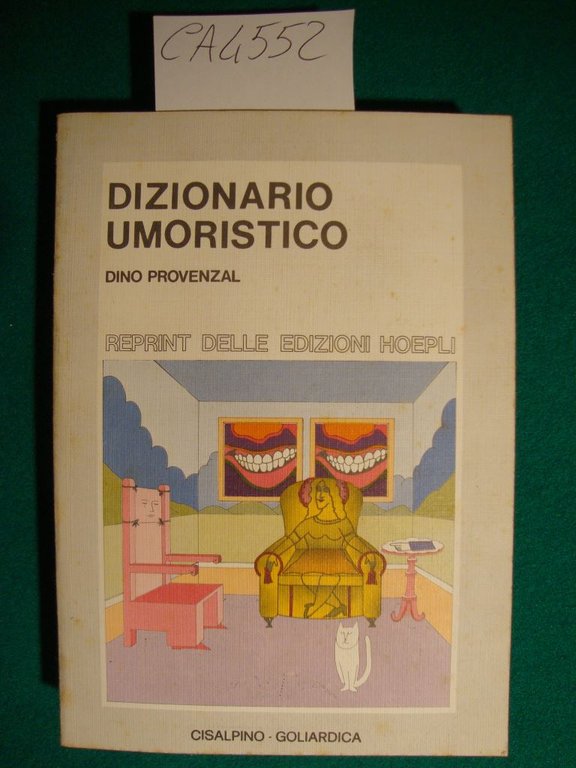 CA4552
DIZIONARIO
UMORISTICO
DINO PROVENZAL
REPRINT DELLE EDIZIONI HOEPLI
CISALPINO - GOLIARDICA